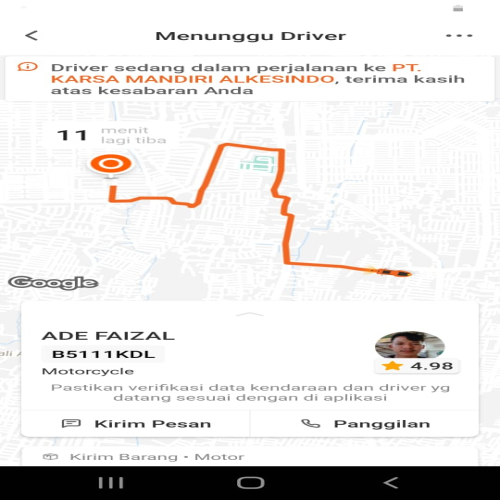 Menunggu Driver
Driver sedang dalam perjalanan ke PT.
KARSA MANDIRI ALKESINDO, terima kasih
atas kesabaran Anda
11 menit
lagi tiba
Google
ADE FAIZAL
B5111KDL
Motorcycle
4.98
Pastikan verifikasi data kendaraan dan driver yg
datang sesuai dengan di aplikasi
Kirim Pesan
Panggilan
Kirim Barang • Motor